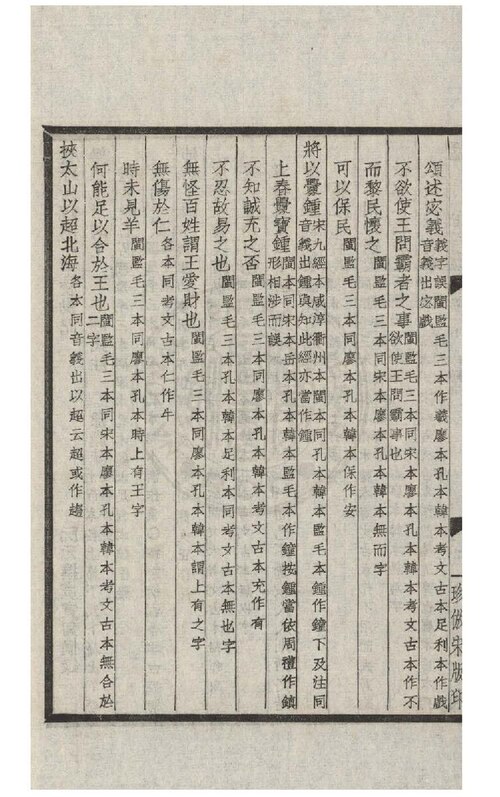 珍倣宋版印
頌述宓義義字誤閩監毛三本作羲廖本孔本韓本考文古本足利本作戲
音義出宓戲
不欲使王問霸者之事閩監毛三本同宋本廖本孔本韓本考文古本作不
欲使王問霸事也
而黎民懷之閩監毛三本同宋本廖本孔本韓本無而字
可以保民閩監毛三本同廖本孔本韓本保作安
將以釁鍾宋九經本咸淳衢州本閩本同孔本韓本監毛本作鐘下及注同
音義出鍾與知此經亦當作鍾
上春釁寶鍾閩本同宋本岳本孔本韓本監毛本作鐘按鐘當依周禮作鎮
形相涉而誤
不知誠充之否閩監毛三本同廖本孔本韓本考文古本充作有
不忍故易之也閩監毛三本孔本韓本足利本同考文古本無也字
無怪百姓謂王愛財也閩監毛三本同廖本孔本韓本謂上有之字
無傷於仁各本同考文古本仁作牛
時未見羊閩監毛三本同廖本孔本時上有王字
何能足以合於王也閩監毛三本同宋本廖本孔本韓本考文古本無合於
二字
挾太山以超北海各本同音義出以超云超或作趨